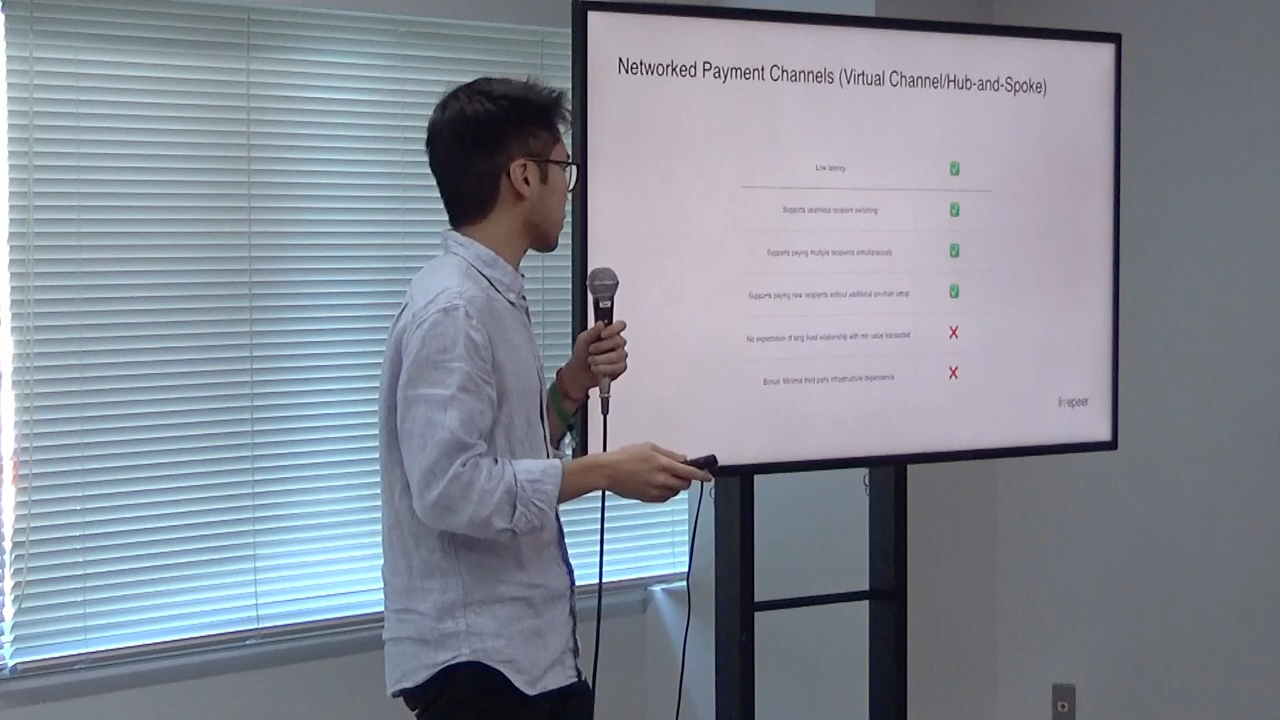 Networked Payment Channels (Virtual Channel/Hub-and-Spoke)
Low latency ✅
Supports seamless recipient switching ✅
Supports paying multiple recipients simultaneously ✅
Supports paying new recipients without additional on-chain setup ✅
No expectation of long lived relationship with min value transacted ❌
Bonus: Minimal third party infrastructure dependence ❌
livepeer